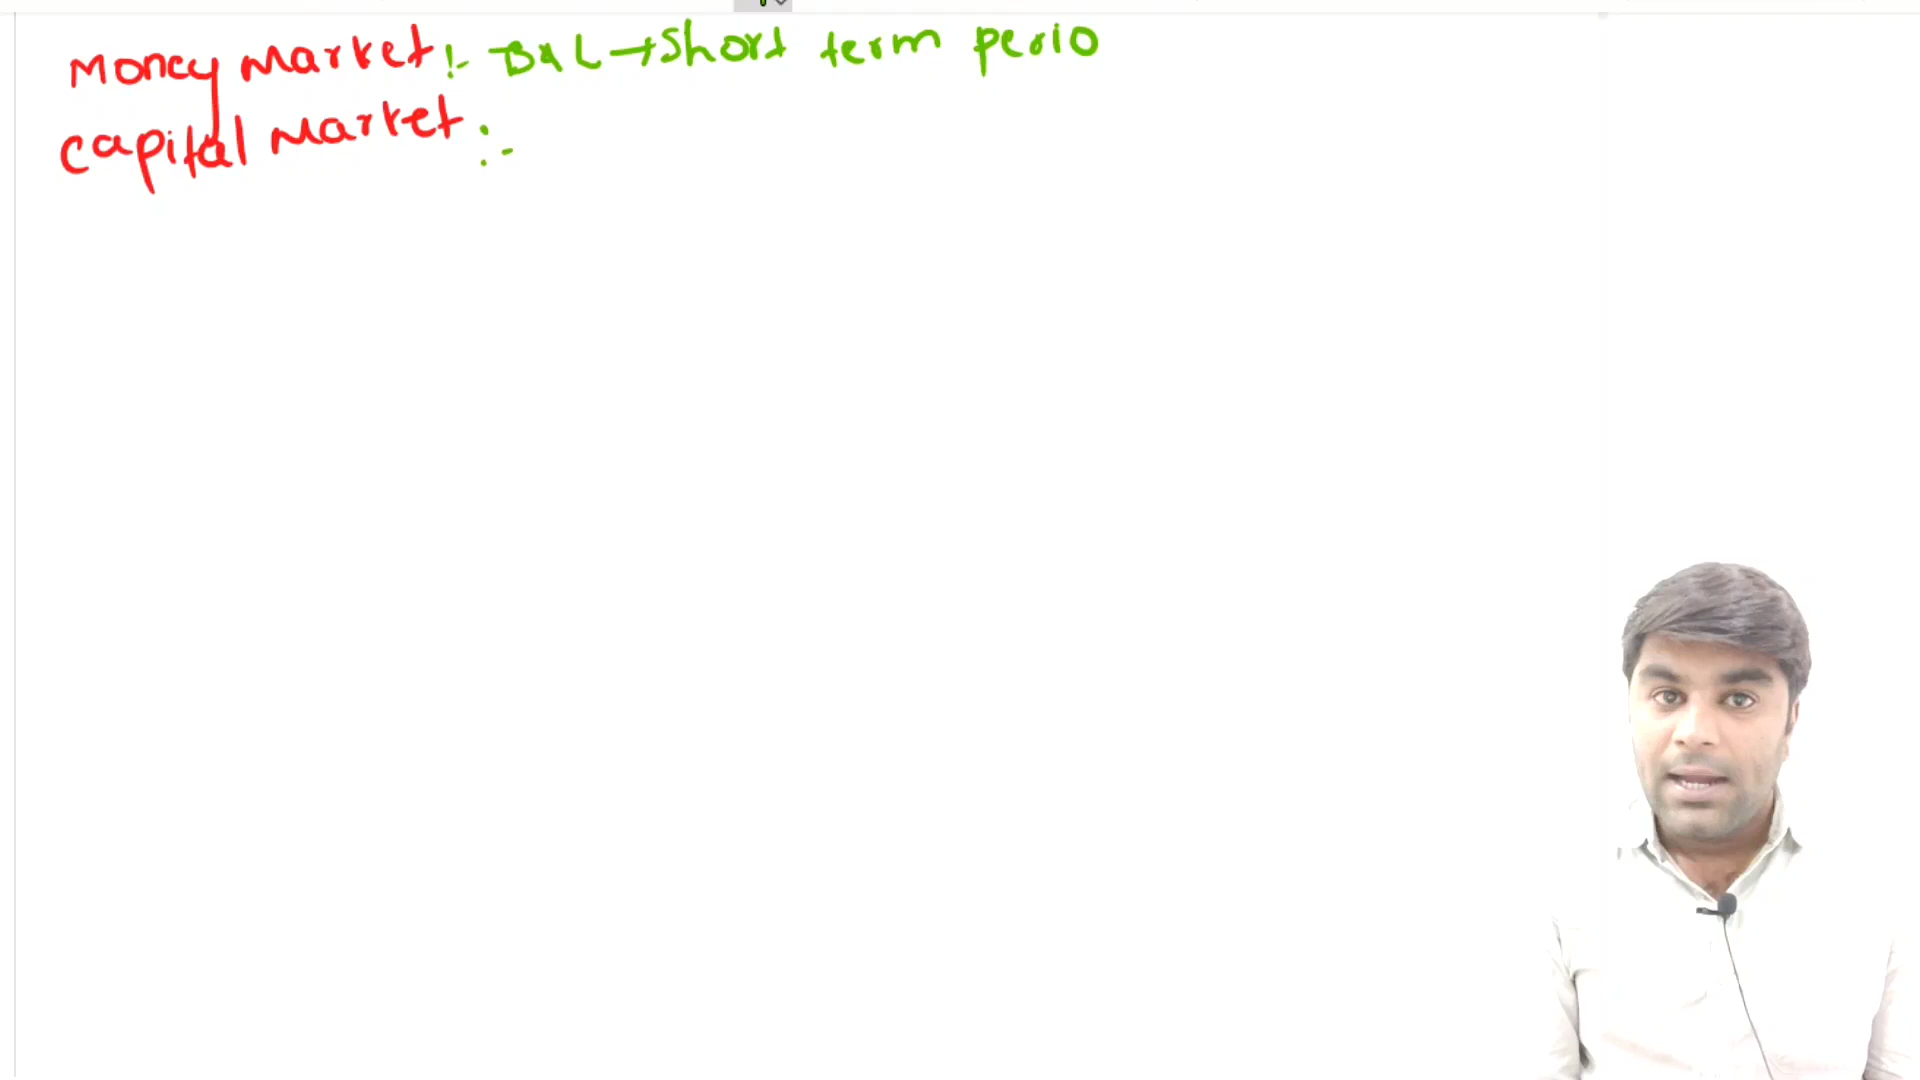 Money Market :- B & L → Short term perio
Capital Market :-